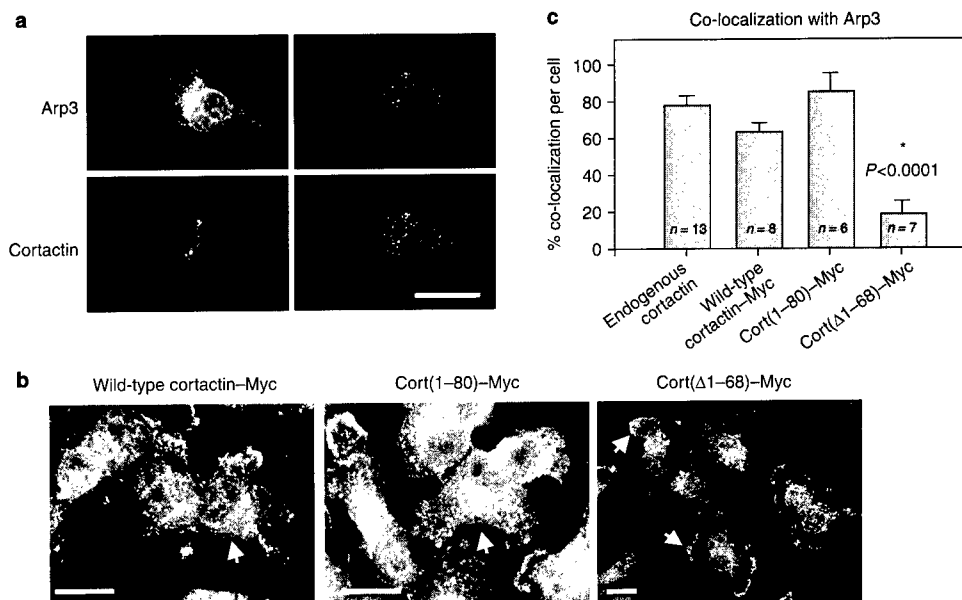 a
Arp3
Cortactin
c
Co-localization with Arp3
% co-localization per cell
100
80
60
40
20
0
*
P<0.0001
n = 13
n = 8
n = 6
n = 7
Endogenous
cortactin
Wild-type
cortactin–Myc
Cort(1–80)–Myc
Cort(Δ1–68)–Myc
b
Wild-type cortactin–Myc
Cort(1–80)–Myc
Cort(Δ1–68)–Myc